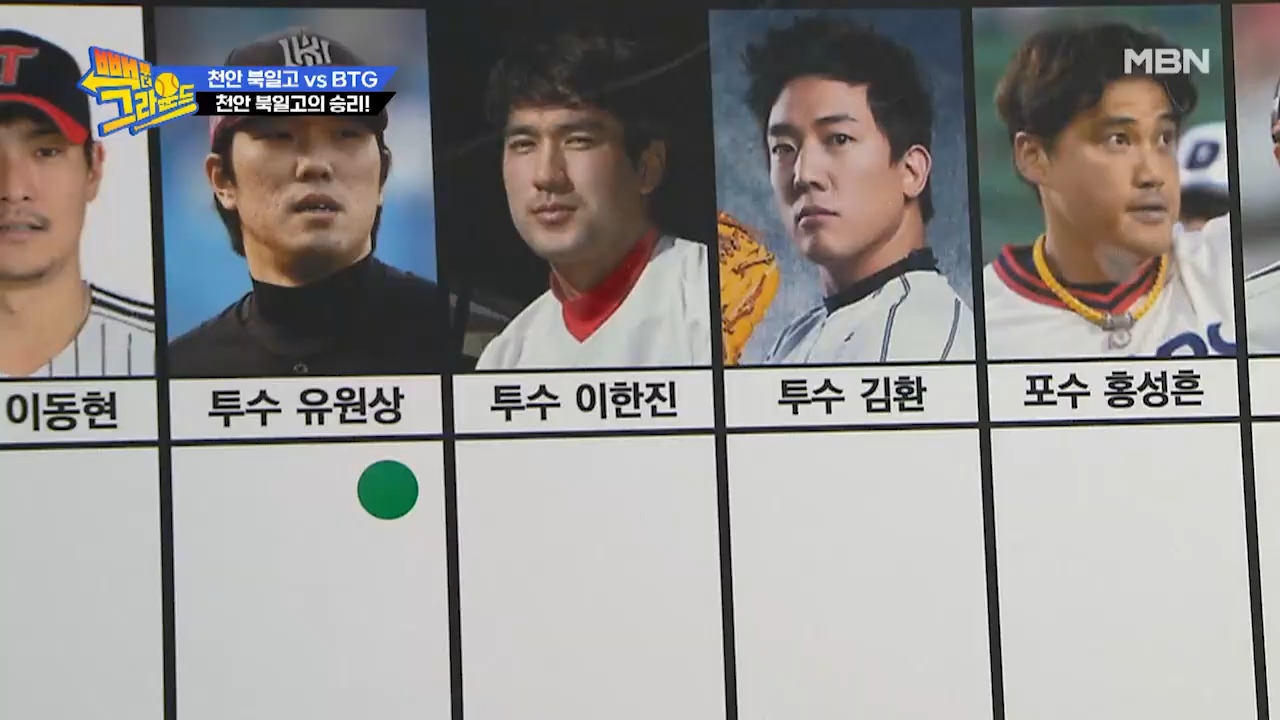 빽 투 더 그라운드
천안 북일고 vs BTG
천안 북일고의 승리!
MBN
T
D
이동현
투수 유원상
투수 이한진
투수 김환
포수 홍성흔